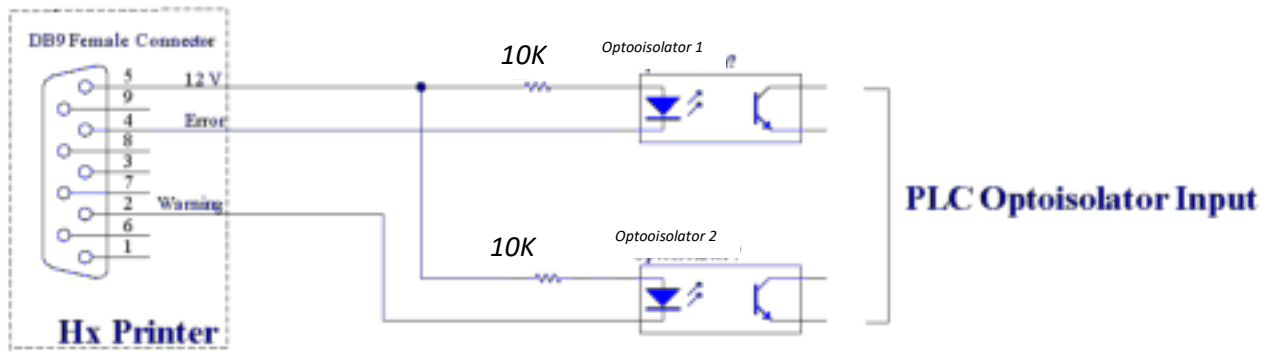 DB9 Female Connector
10K
Optooisolator 1
5
12 V
9
4
Error
8
3
7
2
Warning
6
1
PLC Optoisolator Input
10K
Optooisolator 2
Hx Printer